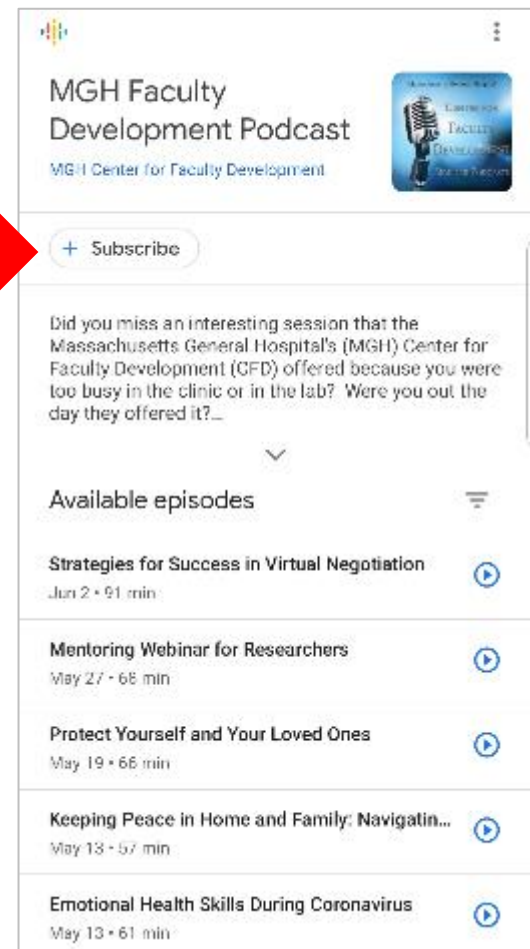 MGH Faculty
Development Podcast
MGH Center for Faculty Development
CENTER FOR
FACULTY
DEVELOPMENT
+ Subscribe
Did you miss an interesting session that the
Massachusetts General Hospital's (MGH) Center for
Faculty Development (CFD) offered because you were
too busy in the clinic or in the lab? Were you out the
day they offered it?...
Available episodes
Strategies for Success in Virtual Negotiation
Jun 2 • 91 min
Mentoring Webinar for Researchers
May 27 • 68 min
Protect Yourself and Your Loved Ones
May 19 • 66 min
Keeping Peace in Home and Family: Navigatin...
May 13 • 57 min
Emotional Health Skills During Coronavirus
May 13 • 61 min